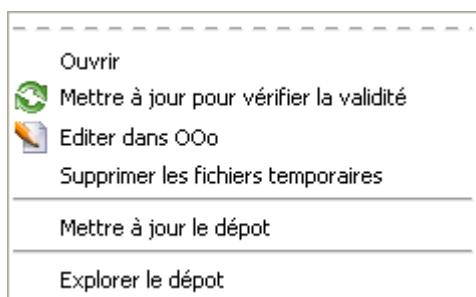 Ouvrir
Mettre à jour pour vérifier la validité
Editer dans OOo
Supprimer les fichiers temporaires
Mettre à jour le dépot
Explorer le dépot